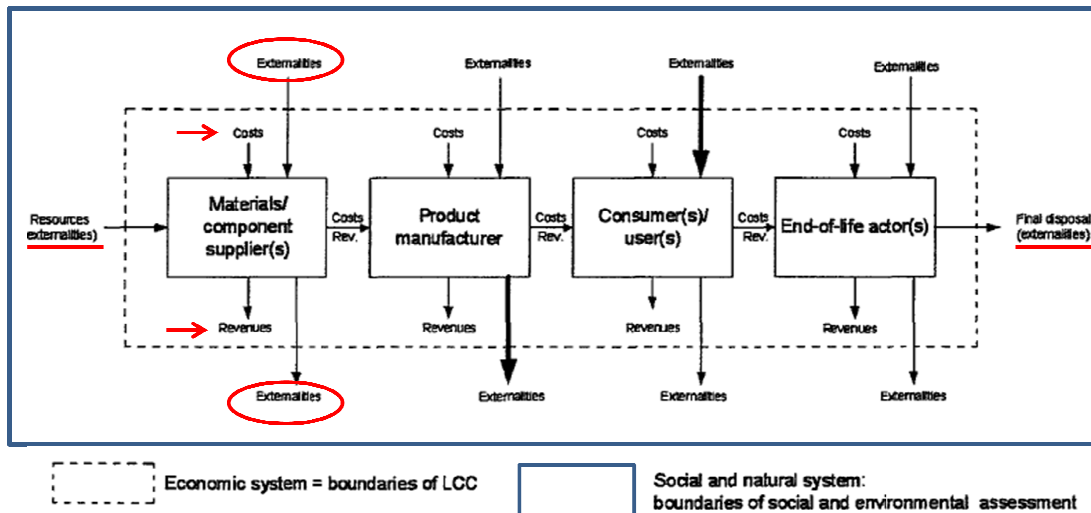 Externalities Externalities Externalities Externalities
Costs Costs Costs Costs
Resources
externalities)
Materials/
component
supplier(s)
Costs
Rev.
Product
manufacturer
Costs
Rev.
Consumer(s)/
user(s)
Costs
Rev.
End-of-life actor(s)
Final disposal
(externalities)
Revenues Revenues Revenues Revenues
Externalities Externalities Externalities Externalities
Economic system = boundaries of LCC
Social and natural system:
boundaries of social and environmental assessment